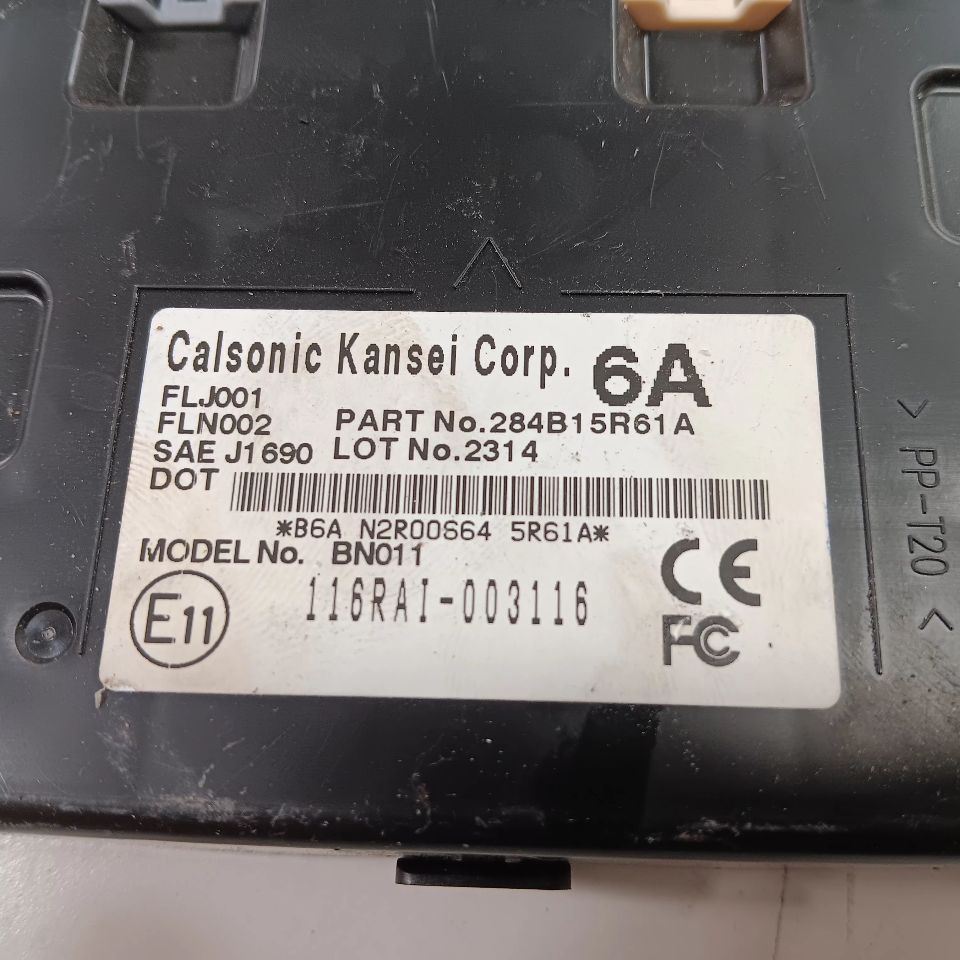 Calsonic Kansei Corp. 6A
FLJ001
FLN002 PART No.284B15R61A
SAE J1690 LOT No.2314
DOT
*B6A N2R00S64 5R61A*
MODEL No. BN011
E11 116RAI-003116
CE
FC
> PP-T20 <